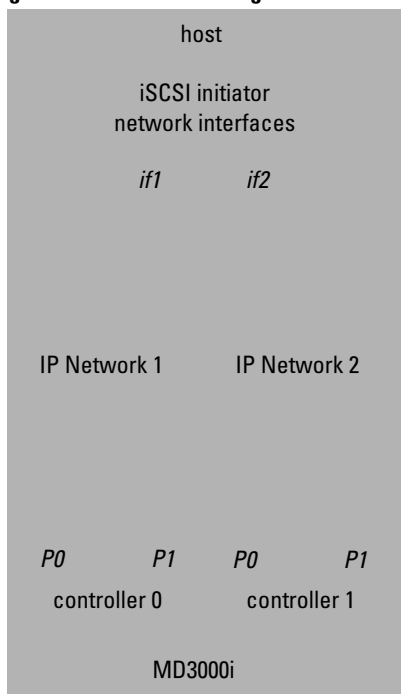 host
iSCSI initiator
network interfaces
if1 if2
IP Network 1 IP Network 2
P0 P1 P0 P1
controller 0 controller 1
MD3000i